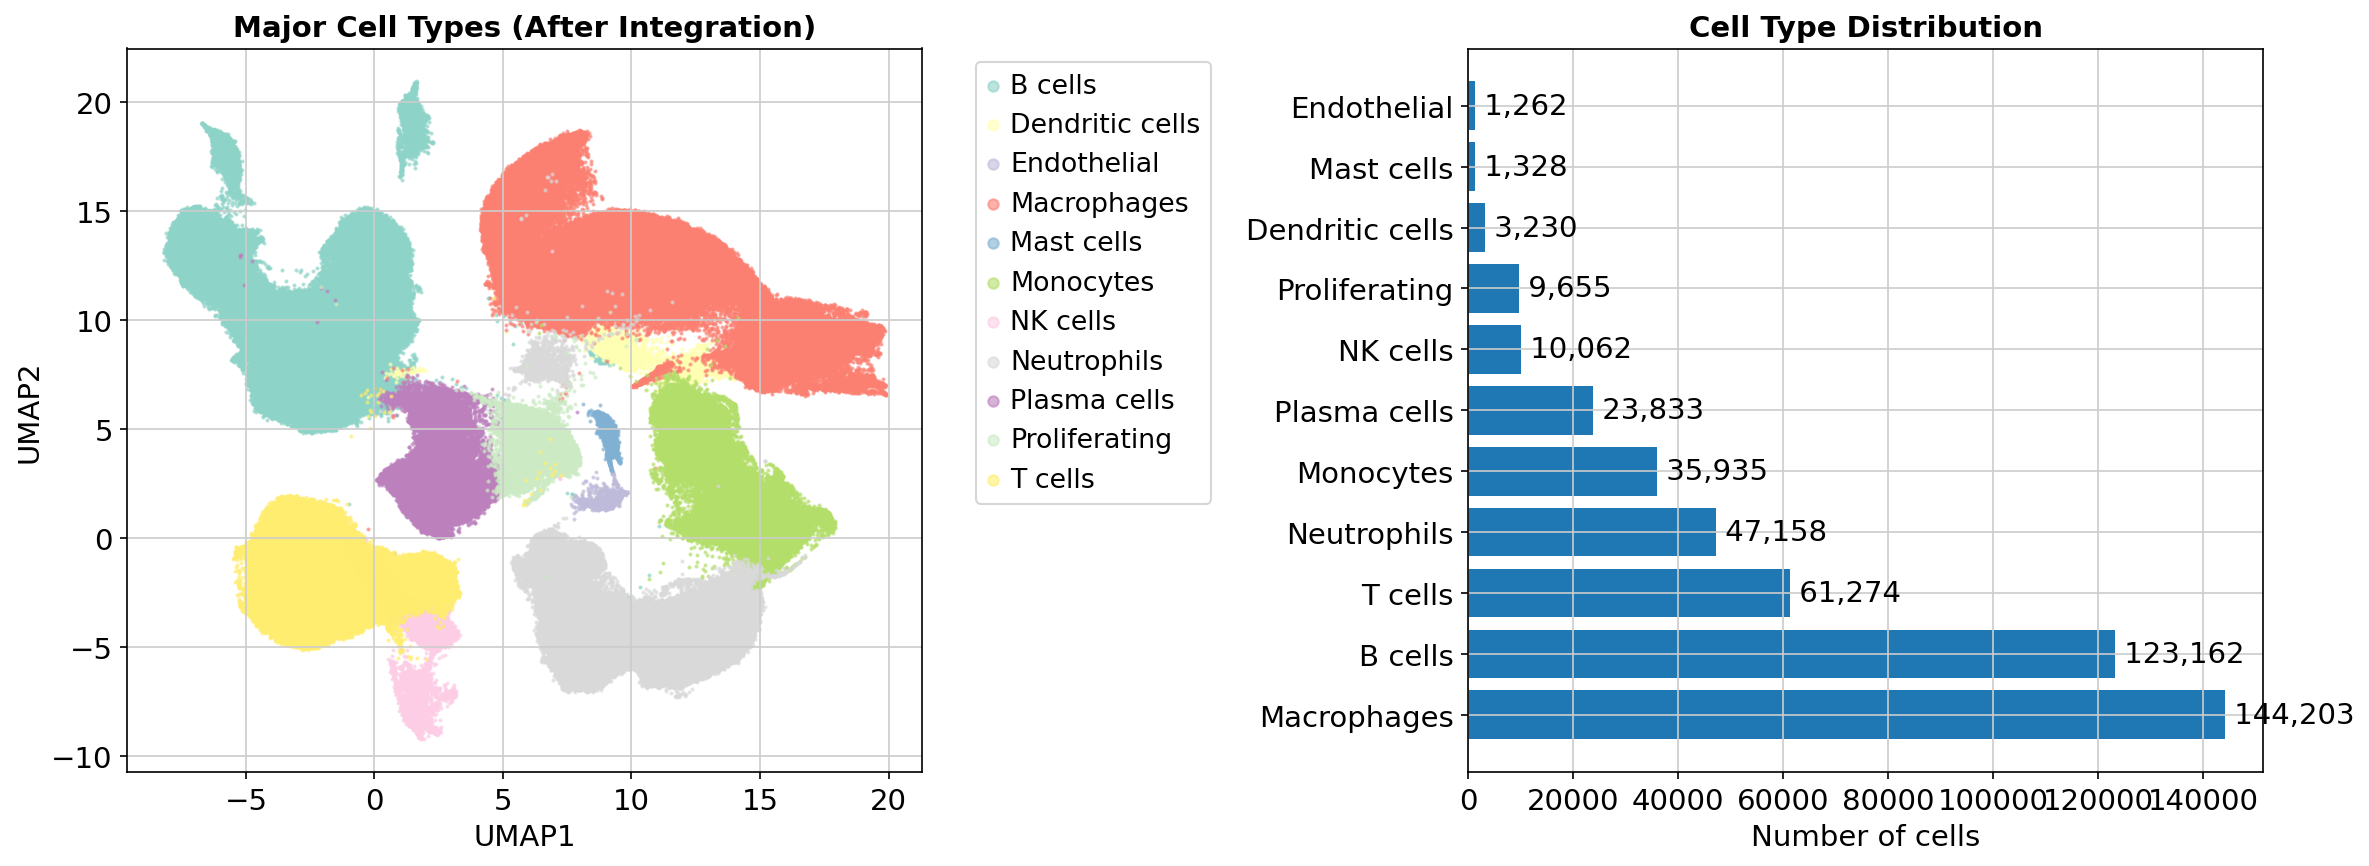 Major Cell Types (After Integration)
UMAP2
20
15
10
5
0
−5
−10
−5
0
5
10
15
20
UMAP1
B cells
Dendritic cells
Endothelial
Macrophages
Mast cells
Monocytes
NK cells
Neutrophils
Plasma cells
Proliferating
T cells
Cell Type Distribution
Endothelial 1,262
Mast cells 1,328
Dendritic cells 3,230
Proliferating 9,655
NK cells 10,062
Plasma cells 23,833
Monocytes 35,935
Neutrophils 47,158
T cells 61,274
B cells 123,162
Macrophages 144,203
0 20000 40000 60000 80000 100000 120000 140000
Number of cells